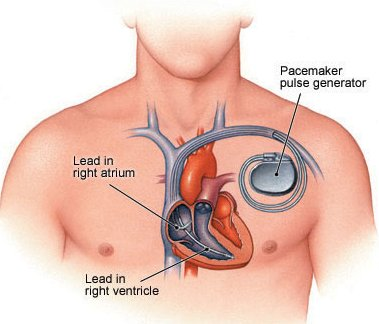 Pacemaker
pulse generator
Lead in
right atrium
Lead in
right ventricle